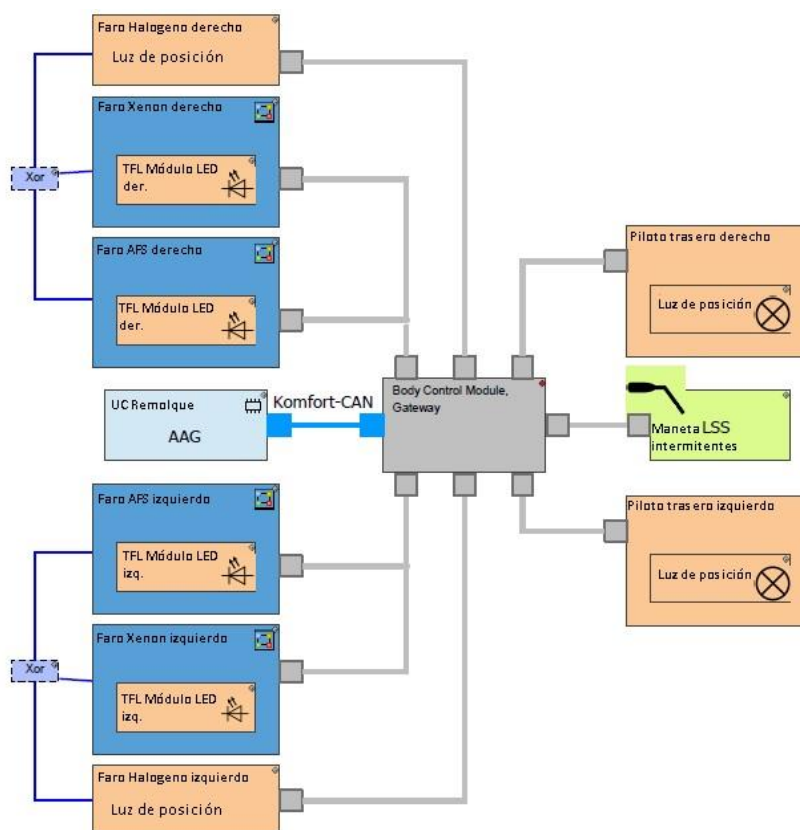 Faro Halogeno derecho
Luz de posición
Faro Xenon derecho
TFL Módulo LED
der.
Xor
Faro AFS derecho
TFL Módulo LED
der.
Piloto trasero derecho
Luz de posición
UC Remolque
AAG
Komfort-CAN
Body Control Module,
Gateway
Maneta LSS
intermitentes
Faro AFS izquierdo
TFL Módulo LED
izq.
Piloto trasero izquierdo
Luz de posición
Faro Xenon izquierdo
Xor
TFL Módulo LED
izq.
Faro Halogeno izquierdo
Luz de posición